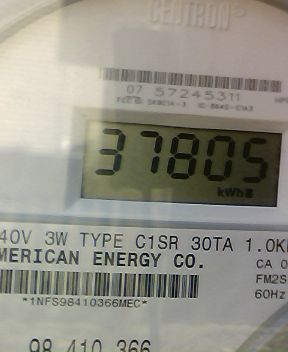 CENTRON®
07 57245311
37805
kWh
40V 3W TYPE C1SR 30TA 1.0K
MERICAN ENERGY CO.
CA 0
FM2S
*1NFS98410366MEC*
60Hz
98 410 366